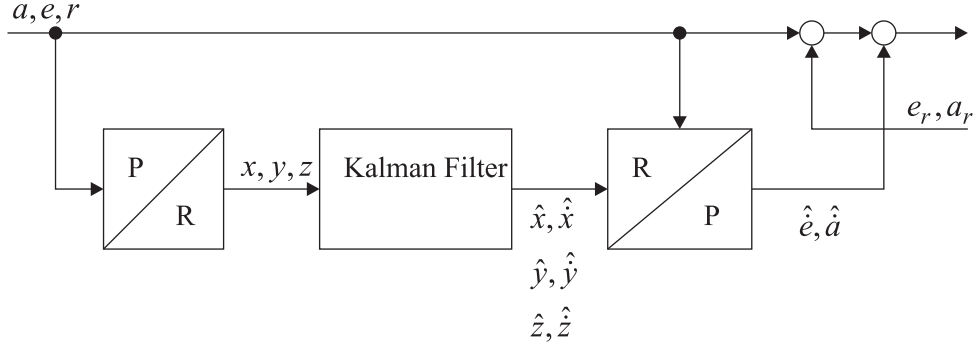 a, e, r
e_r, a_r
P
R
x, y, z
Kalman Filter
R
P
x̂, ẋ̂
ŷ, ẏ̂
ẑ, ż̂
ė̂, ȧ̂